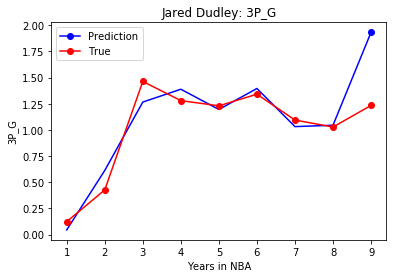 Jared Dudley: 3P_G
Prediction
True
3P_G
2.00
1.75
1.50
1.25
1.00
0.75
0.50
0.25
0.00
1 2 3 4 5 6 7 8 9
Years in NBA